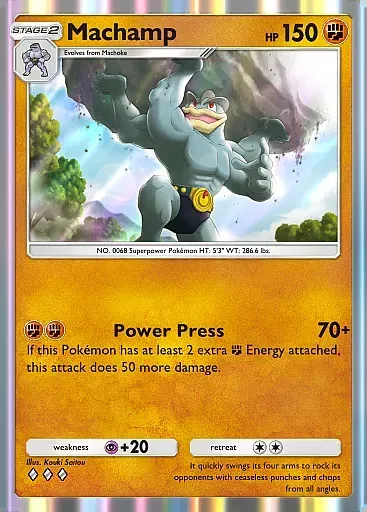 STAGE 2 Machamp HP 150
Evolves from Machoke
NO. 0068 Superpower Pokémon HT: 5'3" WT: 286.6 lbs.
Power Press 70+
If this Pokémon has at least 2 extra Energy attached,
this attack does 50 more damage.
weakness +20 retreat
Illus. Kouki Saitou
It quickly swings its four arms to rock its
opponents with ceaseless punches and chops
from all angles.